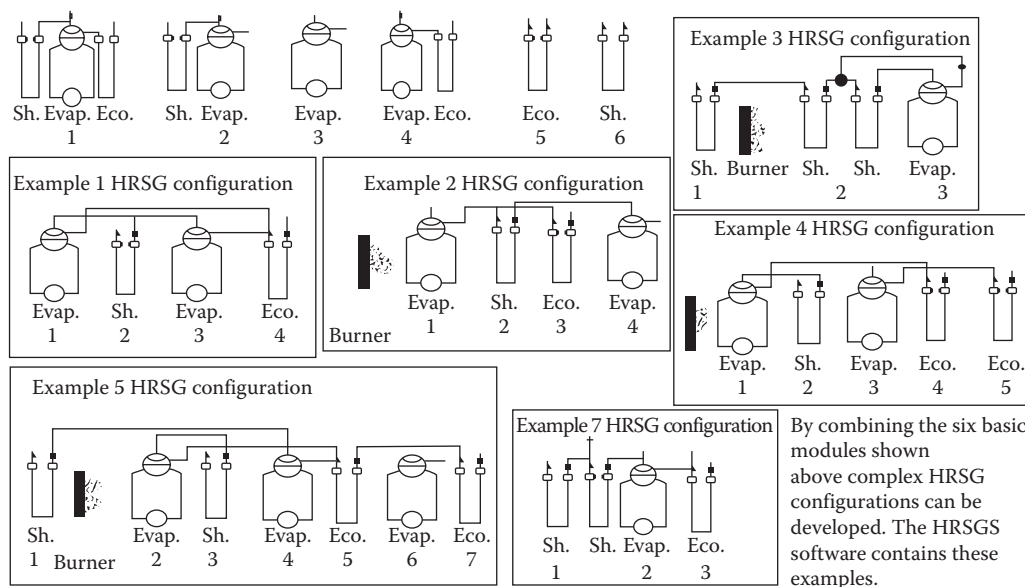 Sh. Evap. Eco.
1
Sh. Evap.
2
Evap.
3
Evap. Eco.
4
Eco.
5
Sh.
6
Example 3 HRSG configuration
Sh. Burner Sh. Sh. Evap.
1 2 3
Example 1 HRSG configuration
Evap. Sh. Evap. Eco.
1 2 3 4
Example 2 HRSG configuration
Evap. Sh. Eco. Evap.
1 2 3 4
Burner
Example 4 HRSG configuration
Evap. Sh. Evap. Eco. Eco.
1 2 3 4 5
Example 5 HRSG configuration
Sh. Evap. Sh. Evap. Eco. Evap. Eco.
1 Burner 2 3 4 5 6 7
Example 7 HRSG configuration
Sh. Sh. Evap. Eco.
1 2 3
By combining the six basic
modules shown
above complex HRSG
configurations can be
developed. The HRSGS
software contains these
examples.